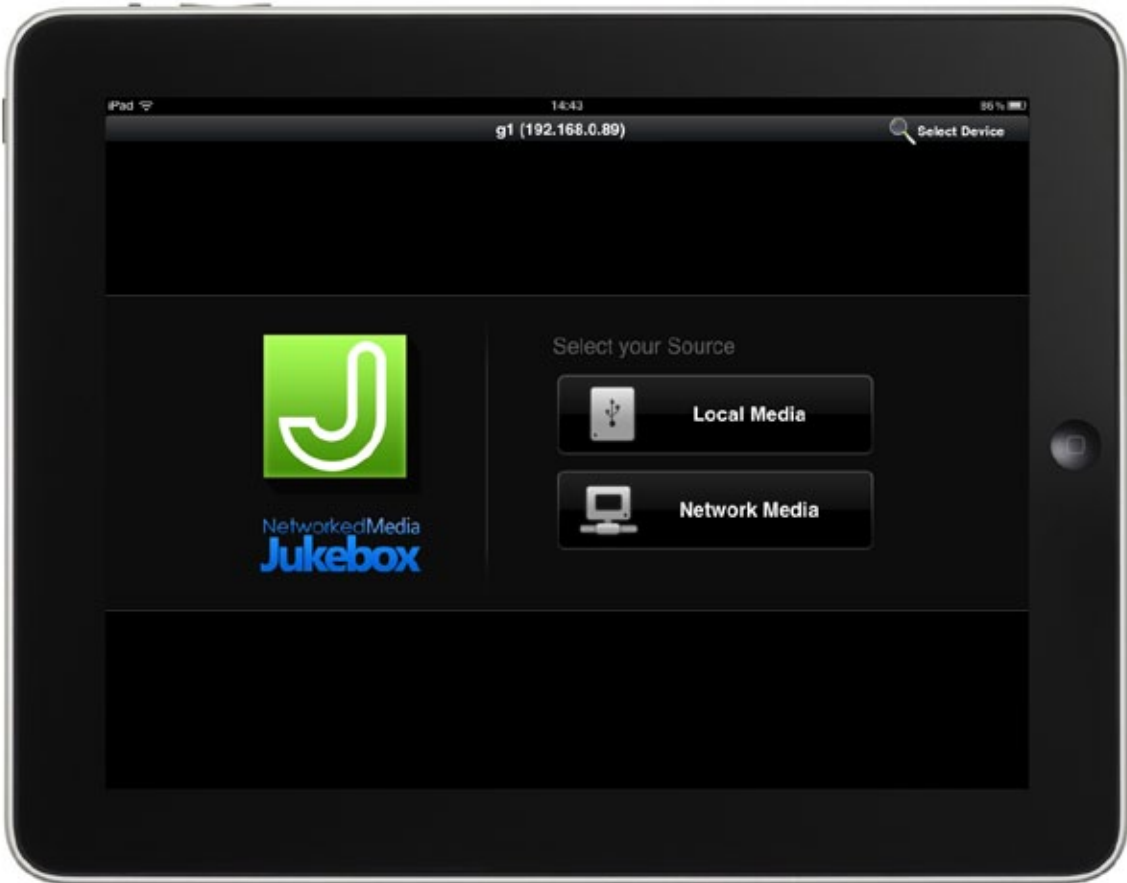 iPad 14:43 86%
g1 (192.168.0.89) Select Device
Select your Source
Local Media
Network Media
NetworkedMedia
Jukebox